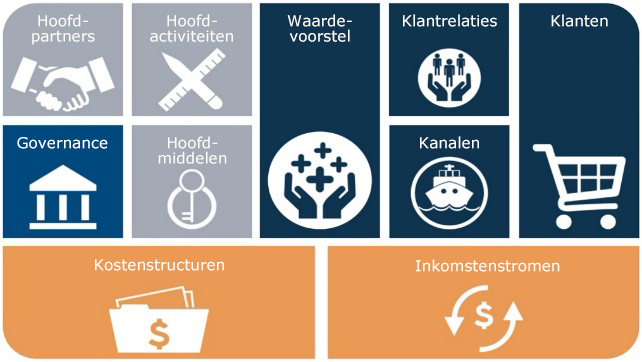 Hoofd-
partners
Hoofd-
activiteiten
Waarde-
voorstel
Klantrelaties
Klanten
Governance
Hoofd-
middelen
Kanalen
Kostenstructuren
$
Inkomstenstromen
$